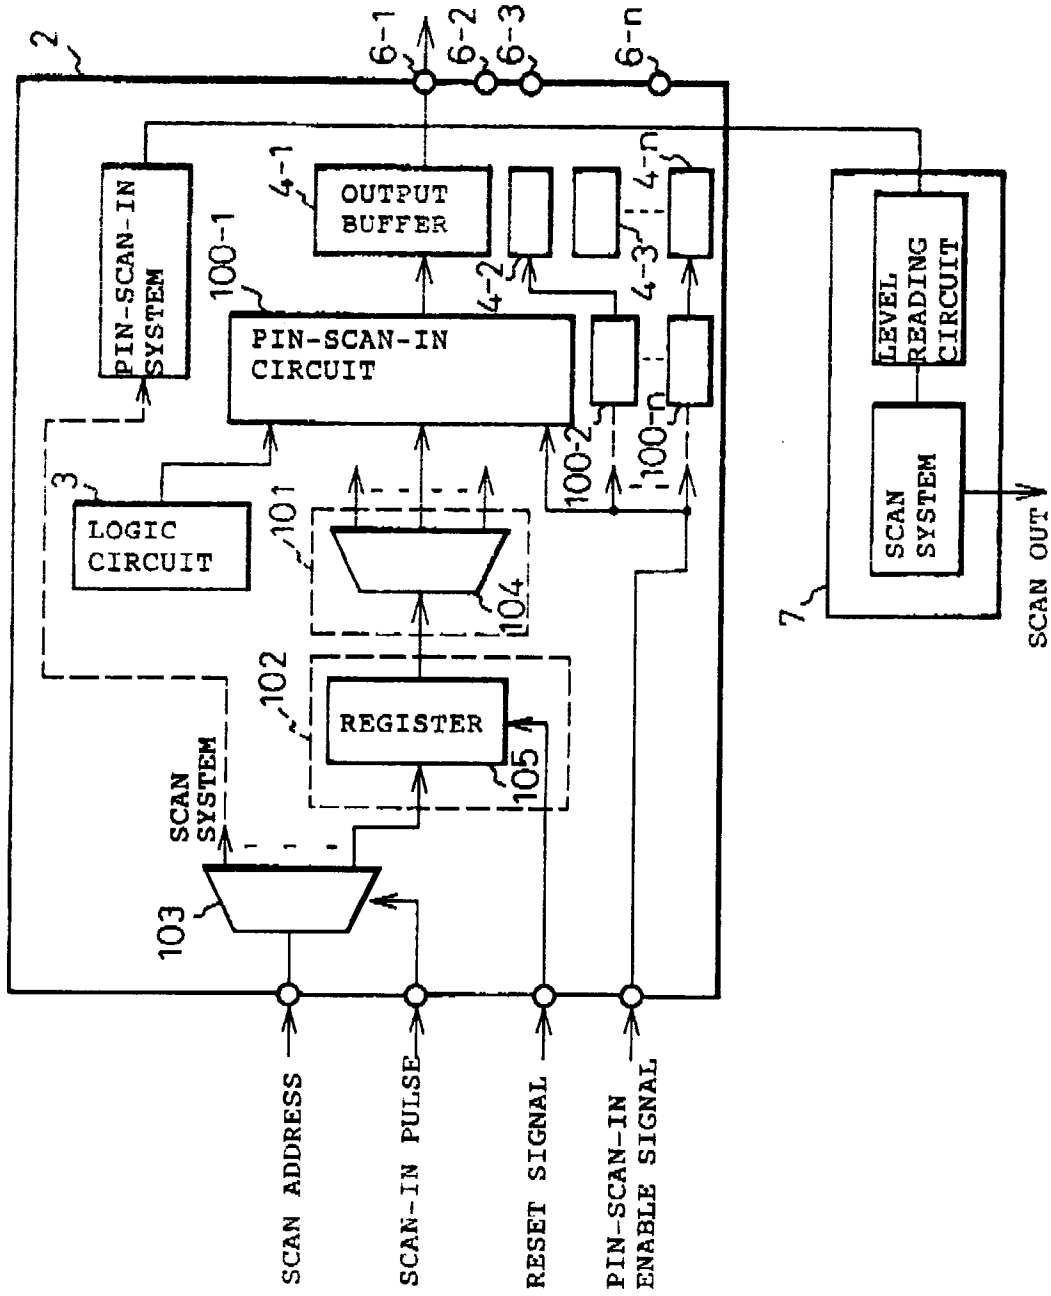 2
6-1
6-2
6-3
6-n
PIN-SCAN-IN
SYSTEM
4-1
OUTPUT
BUFFER
4-2
4-3
4-n
100-1
PIN-SCAN-IN
CIRCUIT
100-2
100-n
3
LOGIC
CIRCUIT
101
104
102
REGISTER
105
SCAN
SYSTEM
103
LEVEL
READING
CIRCUIT
SCAN
SYSTEM
7
SCAN OUT
SCAN ADDRESS
SCAN-IN PULSE
RESET SIGNAL
PIN-SCAN-IN
ENABLE SIGNAL